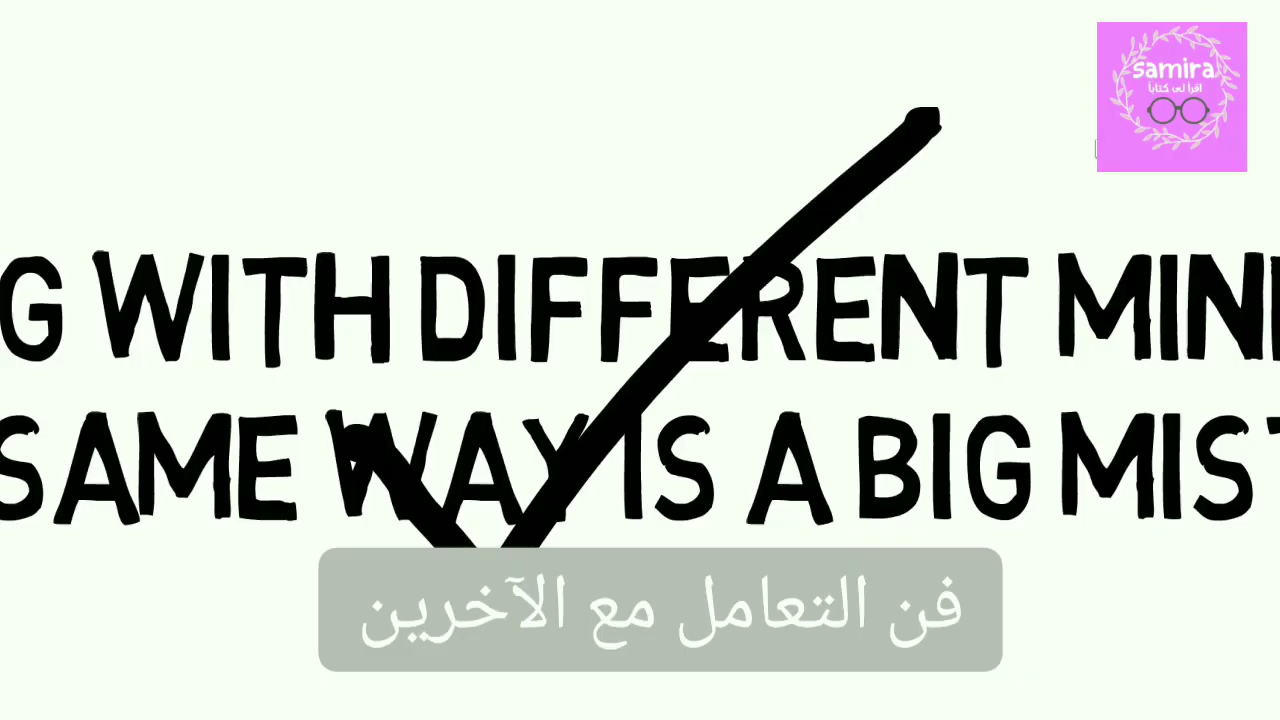 samira
اقرأ لي كتابا
G WITH DIFFERENT MIN
SAME WAY IS A BIG MIS
فن التعامل مع الآخرين